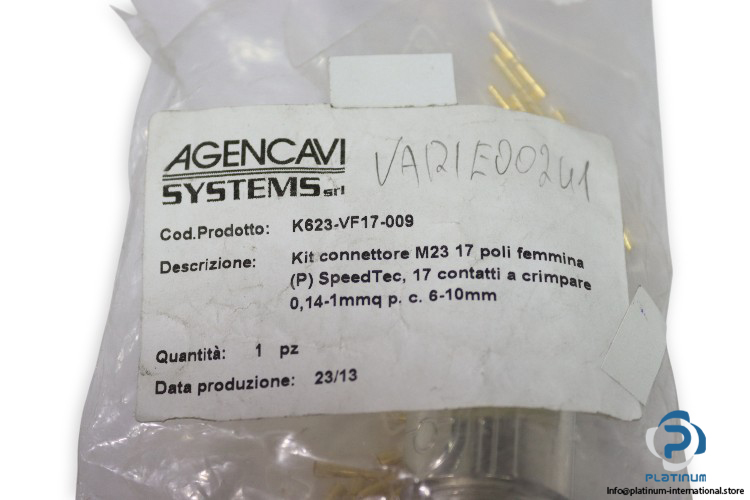 AGENCAVI
SYSTEMS srl
VARIE00241
Cod.Prodotto: K623-VF17-009
Descrizione: Kit connettore M23 17 poli femmina
(P) SpeedTec, 17 contatti a crimpare
0,14-1mmq p. c. 6-10mm
Quantità: 1 pz
Data produzione: 23/13
PLATINUM
Info@platinum-international.store